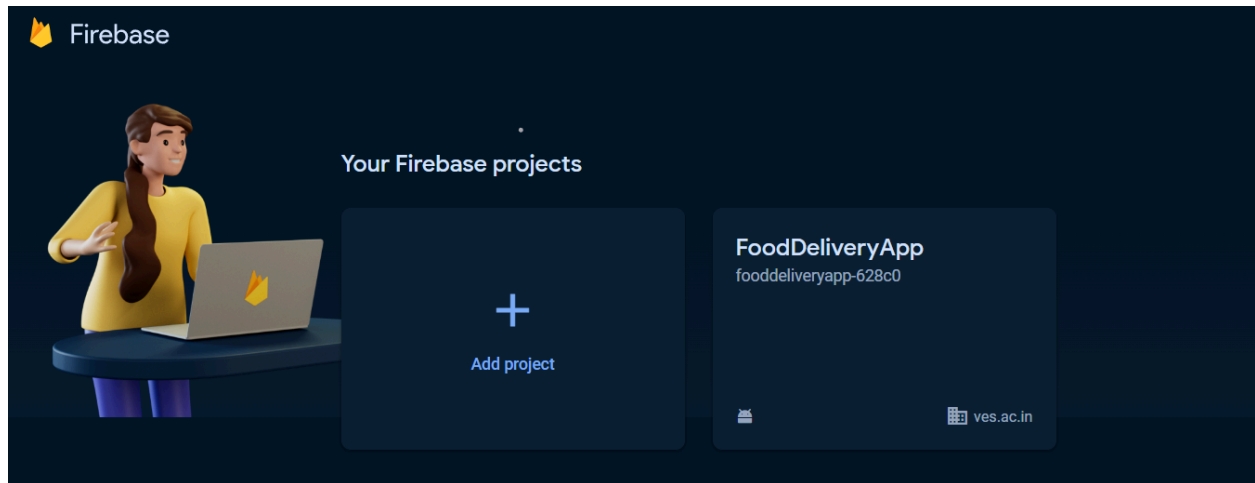 Firebase
Your Firebase projects
Add project
FoodDeliveryApp
fooddeliveryapp-628c0
ves.ac.in